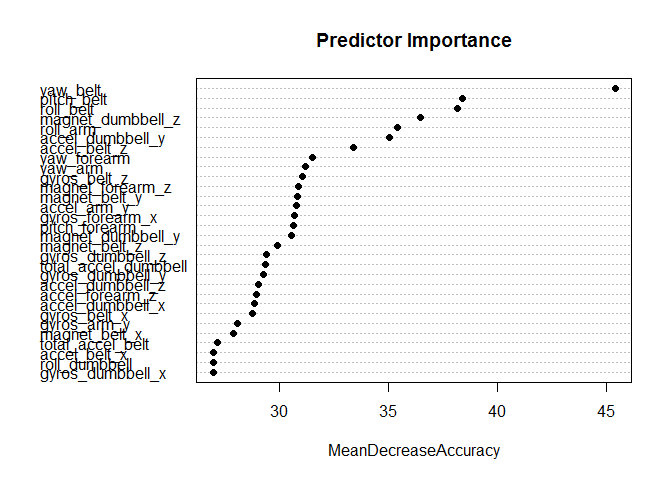 Predictor Importance
yaw_belt
pitch_belt
roll_belt
magnet_dumbbell_z
roll_arm
accel_dumbbell_y
accel_belt_z
yaw_forearm
yaw_arm
gyros_belt_z
magnet_forearm_z
magnet_belt_y
accel_arm_y
gyros_forearm_x
pitch_forearm
magnet_dumbbell_y
magnet_belt_z
gyros_dumbbell_z
total_accel_dumbbell
gyros_dumbbell_y
accel_dumbbell_z
accel_forearm_z
accel_dumbbell_x
gyros_belt_x
gyros_arm_y
magnet_belt_x
total_accel_belt
accel_belt_x
roll_dumbbell
gyros_dumbbell_x
30 35 40 45
MeanDecreaseAccuracy